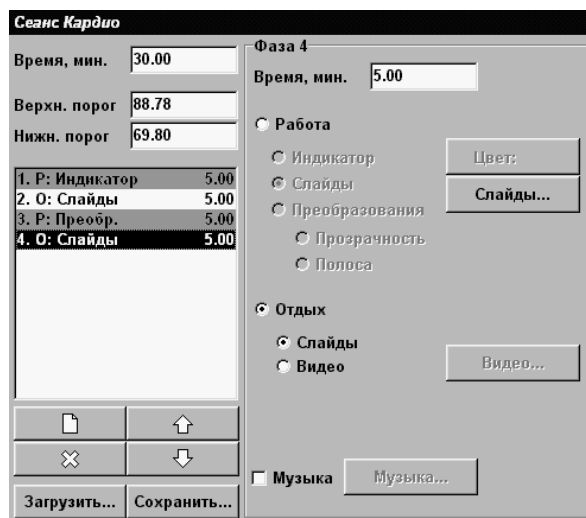 Сеанс Кардио
Время, мин. 30.00
Верхн. порог 88.78
Нижн. порог 69.80
1. Р: Индикатор 5.00
2. О: Слайды 5.00
3. Р: Преобр. 5.00
4. О: Слайды 5.00
Загрузить... Сохранить...
Фаза 4
Время, мин. 5.00
Работа
Индикатор
Цвет:
Слайды
Слайды...
Преобразования
Прозрачность
Полоса
Отдых
Слайды
Видео
Видео...
Музыка
Музыка...